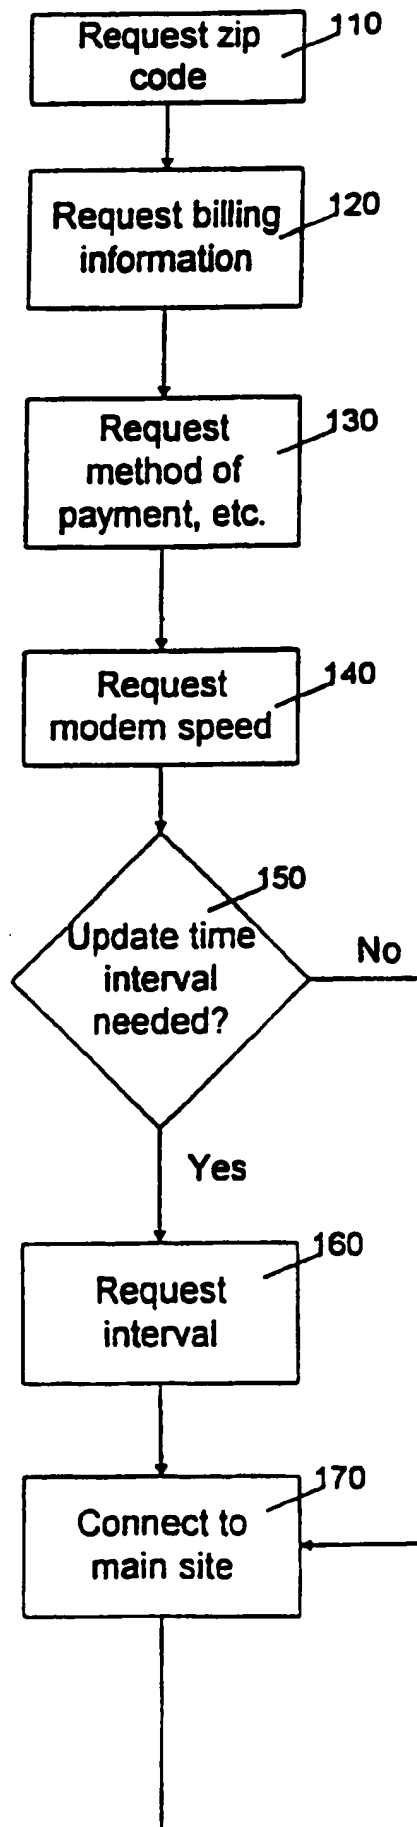 Request zip
code
110
Request billing
information
120
Request
method of
payment, etc.
130
Request
modem speed
140
150
Update time
interval
needed?
No
Yes
160
Request
interval
170
Connect to
main site